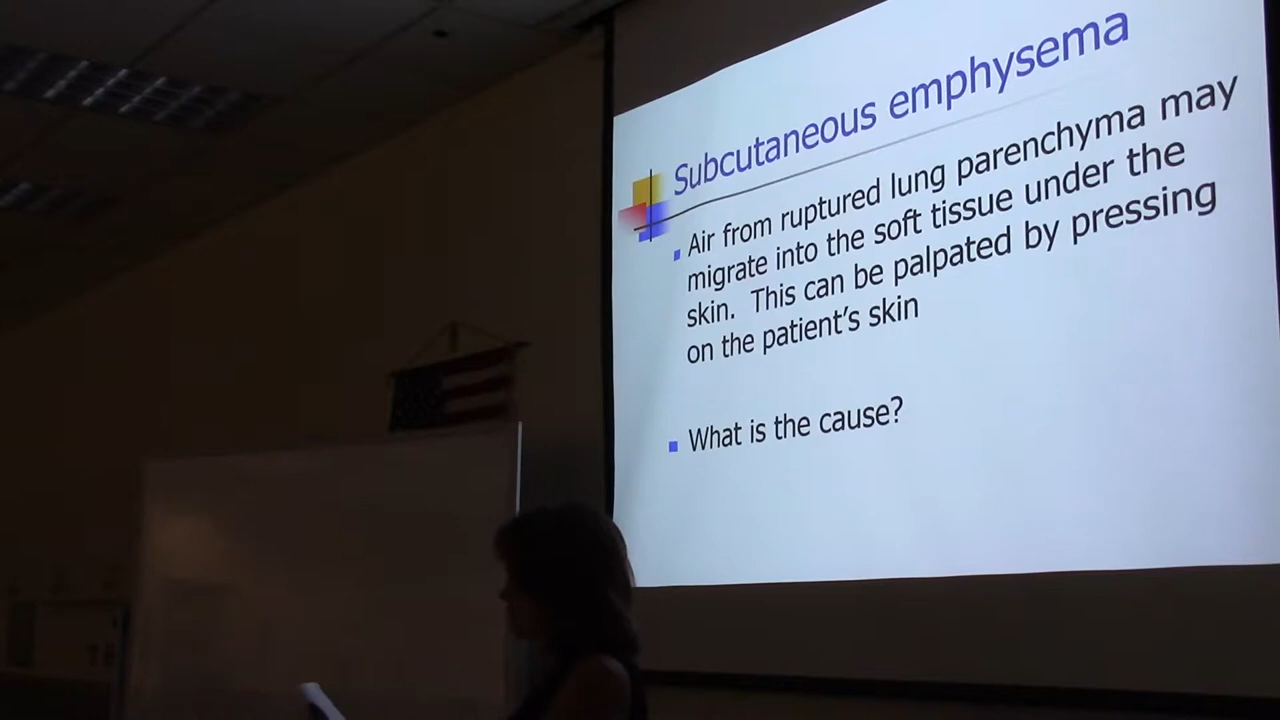 Subcutaneous emphysema
Air from ruptured lung parenchyma may
migrate into the soft tissue under the
skin. This can be palpated by pressing
on the patient's skin
What is the cause?